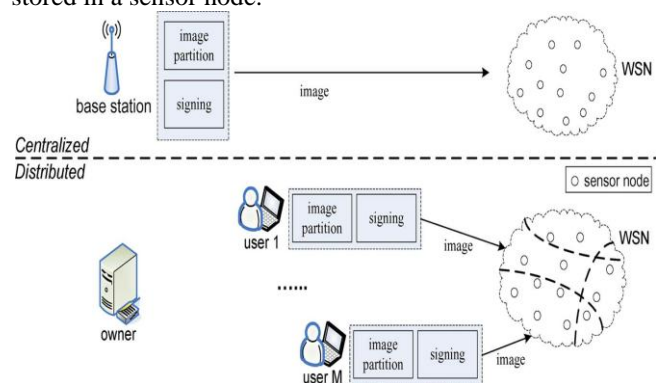 stored in a sensor node.
image
partition
signing
base station
image
WSN
Centralized
Distributed
sensor node
image
partition
signing
user 1
image
WSN
......
owner
image
partition
signing
user M
image